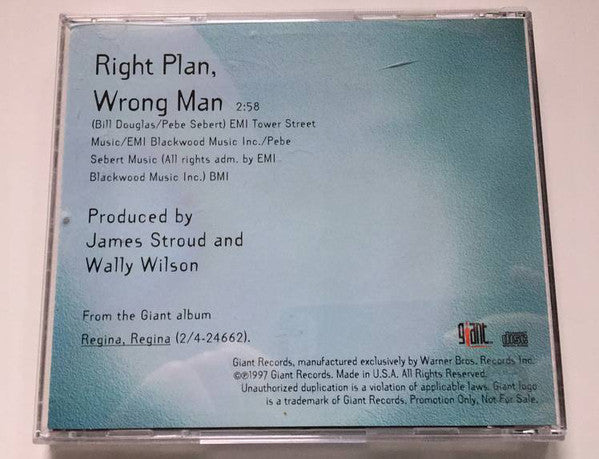 Right Plan,
Wrong Man 2:58
(Bill Douglas/Pebe Sebert) EMI Tower Street
Music/EMI Blackwood Music Inc./Pebe
Sebert Music (All rights adm. by EMI
Blackwood Music Inc.) BMI
Produced by
James Stroud and
Wally Wilson
From the Giant album
Regina, Regina (2/4-24662).
giant
Giant Records, manufactured exclusively by Warner Bros. Records Inc.
©℗1997 Giant Records. Made in U.S.A. All Rights Reserved.
Unauthorized duplication is a violation of applicable laws. Giant logo
is a trademark of Giant Records. Promotion Only, Not For Sale.